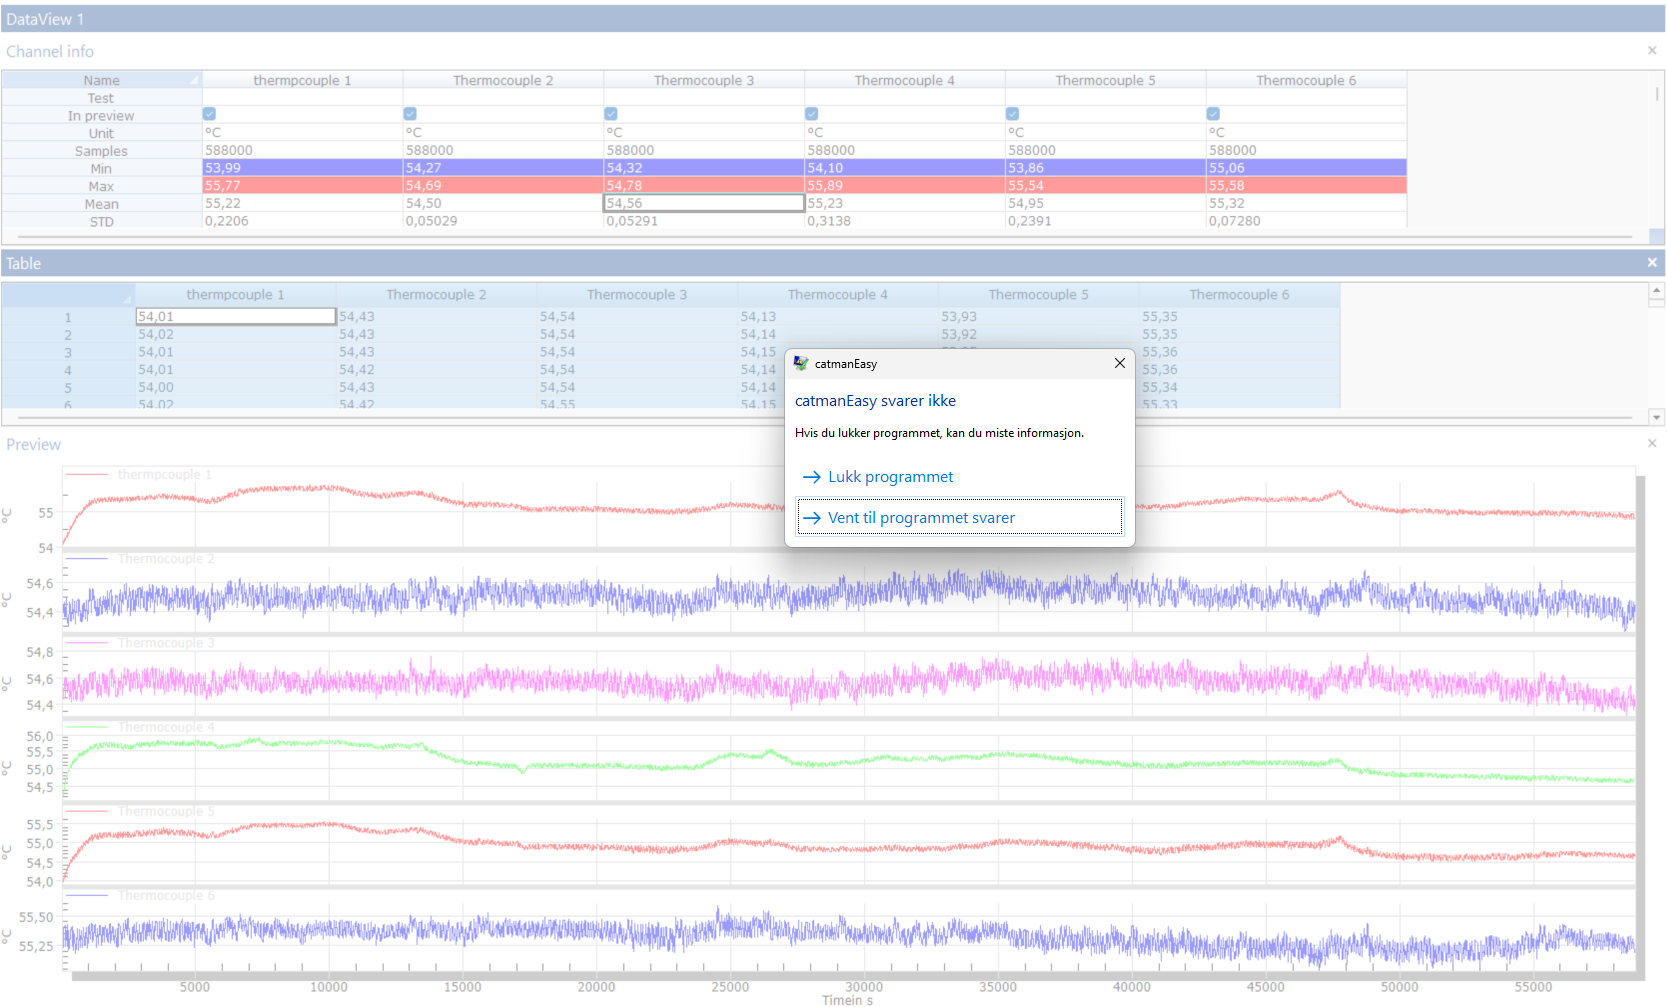 DataView 1
Channel info
Name thermpcouple 1 Thermocouple 2 Thermocouple 3 Thermocouple 4 Thermocouple 5 Thermocouple 6
Test
In preview
Unit °C °C °C °C °C °C
Samples 588000 588000 588000 588000 588000 588000
Min 53,99 54,27 54,32 54,10 53,86 55,06
Max 55,77 54,69 54,78 55,89 55,54 55,58
Mean 55,22 54,50 54,56 55,23 54,95 55,32
STD 0,2206 0,05029 0,05291 0,3138 0,2391 0,07280
Table
thermpcouple 1 Thermocouple 2 Thermocouple 3 Thermocouple 4 Thermocouple 5 Thermocouple 6
1 54,01 54,43 54,54 54,13 53,93 55,35
2 54,02 54,43 54,54 54,14 53,92 55,35
3 54,01 54,43 54,54 54,15 55,36
4 54,01 54,42 54,54 54,14 55,36
5 54,00 54,43 54,54 54,14 55,34
6 54,02 54,42 54,55 54,15 55,33
catmanEasy
catmanEasy svarer ikke
Hvis du lukker programmet, kan du miste informasjon.
Lukk programmet
Vent til programmet svarer
Preview
thermpcouple 1
°C
55
54
Thermocouple 2
°C
54,6
54,4
Thermocouple 3
°C
54,8
54,6
54,4
Thermocouple 4
°C
56,0
55,5
55,0
54,5
Thermocouple 5
°C
55,5
55,0
54,5
54,0
Thermocouple 6
°C
55,50
55,25
5000 10000 15000 20000 25000 30000 35000 40000 45000 50000 55000
Timein s